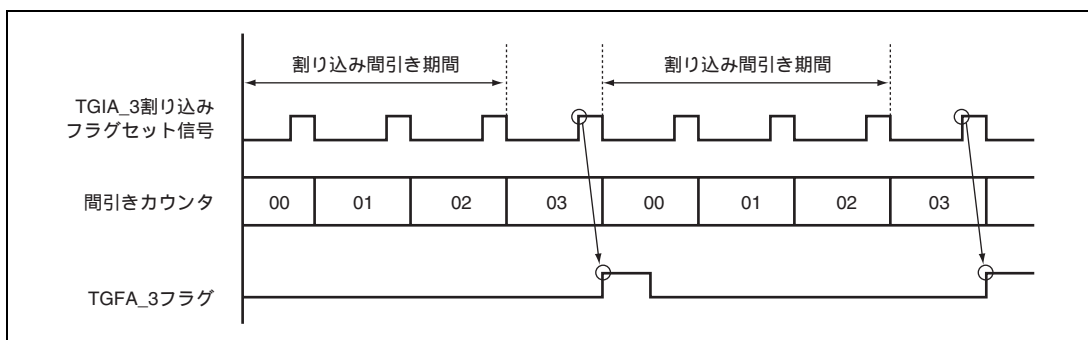 割り込み間引き期間 割り込み間引き期間
TGIA_3割り込み
フラグセット信号
間引きカウンタ 00 01 02 03 00 01 02 03
TGFA_3フラグ